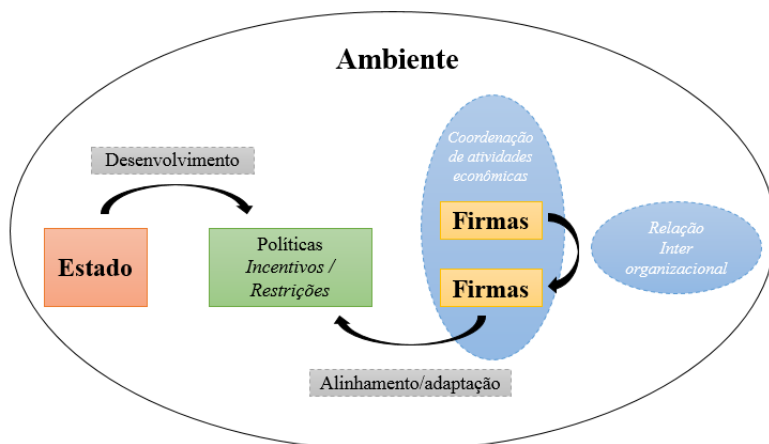 Ambiente
Coordenação
de atividades
econômicas
Desenvolvimento
Firmas
Relação
Inter
organizacional
Estado
Políticas
Incentivos /
Restrições
Firmas
Alinhamento/adaptação